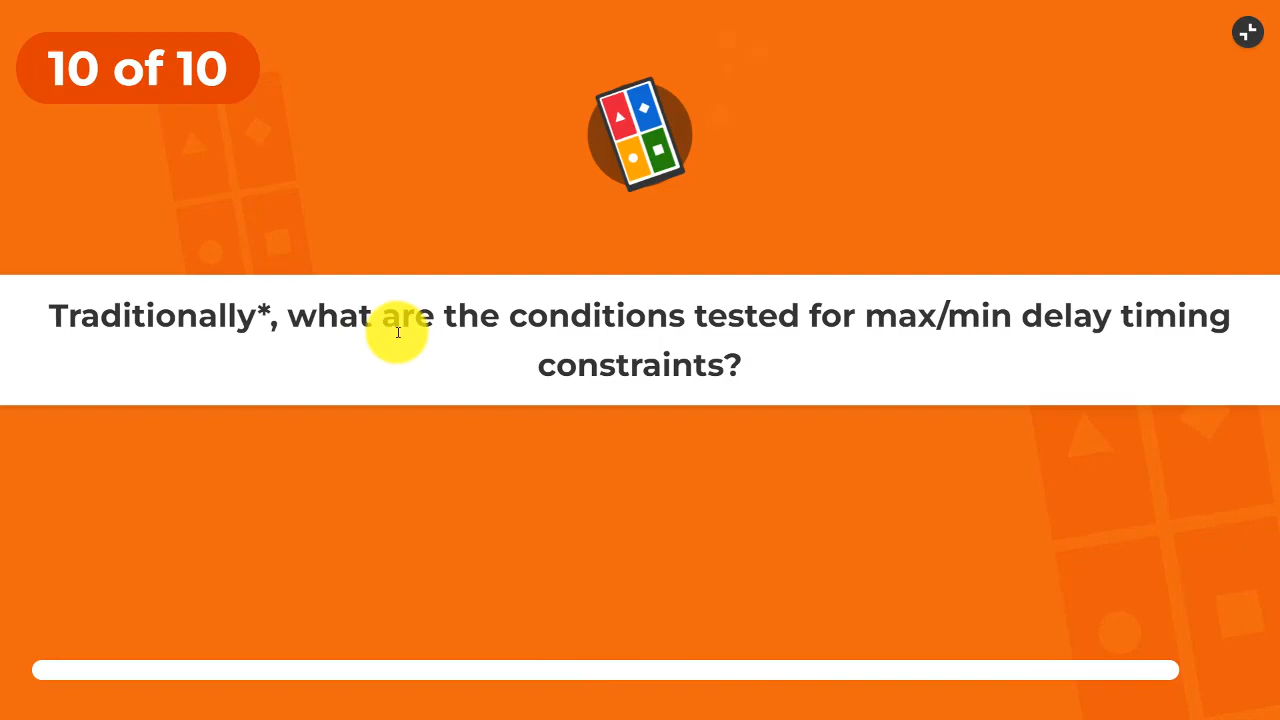 10 of 10
Traditionally*, what are the conditions tested for max/min delay timing
constraints?